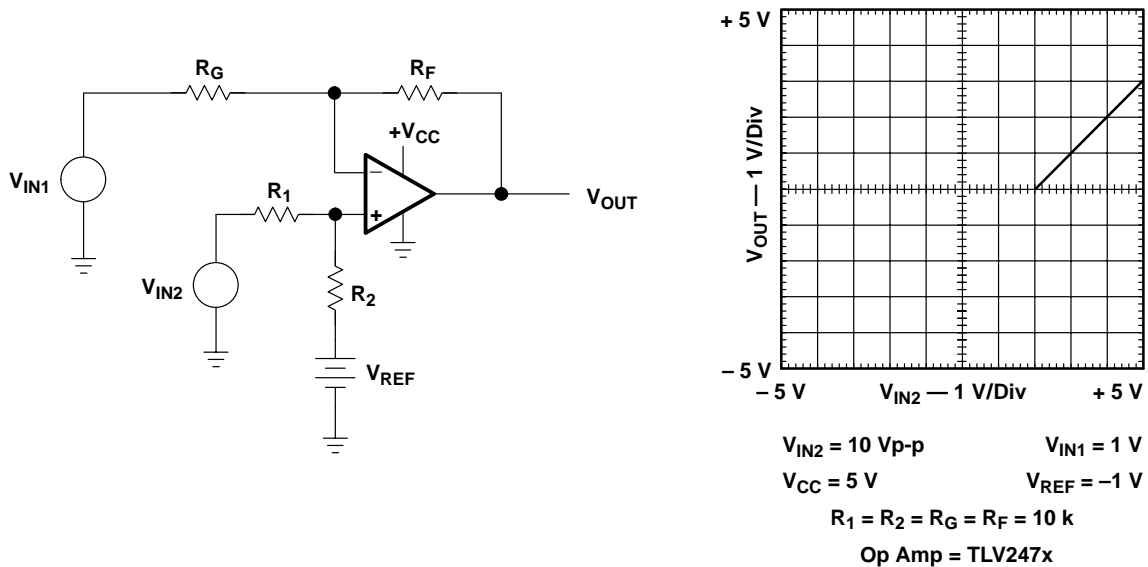 R_G
R_F
+V_CC
V_IN1
R_1
−
+
V_OUT
V_IN2
R_2
V_REF
+ 5 V
V_OUT — 1 V/Div
– 5 V
– 5 V
V_IN2 — 1 V/Div
+ 5 V
V_IN2 = 10 Vp-p
V_IN1 = 1 V
V_CC = 5 V
V_REF = –1 V
R_1 = R_2 = R_G = R_F = 10 k
Op Amp = TLV247x